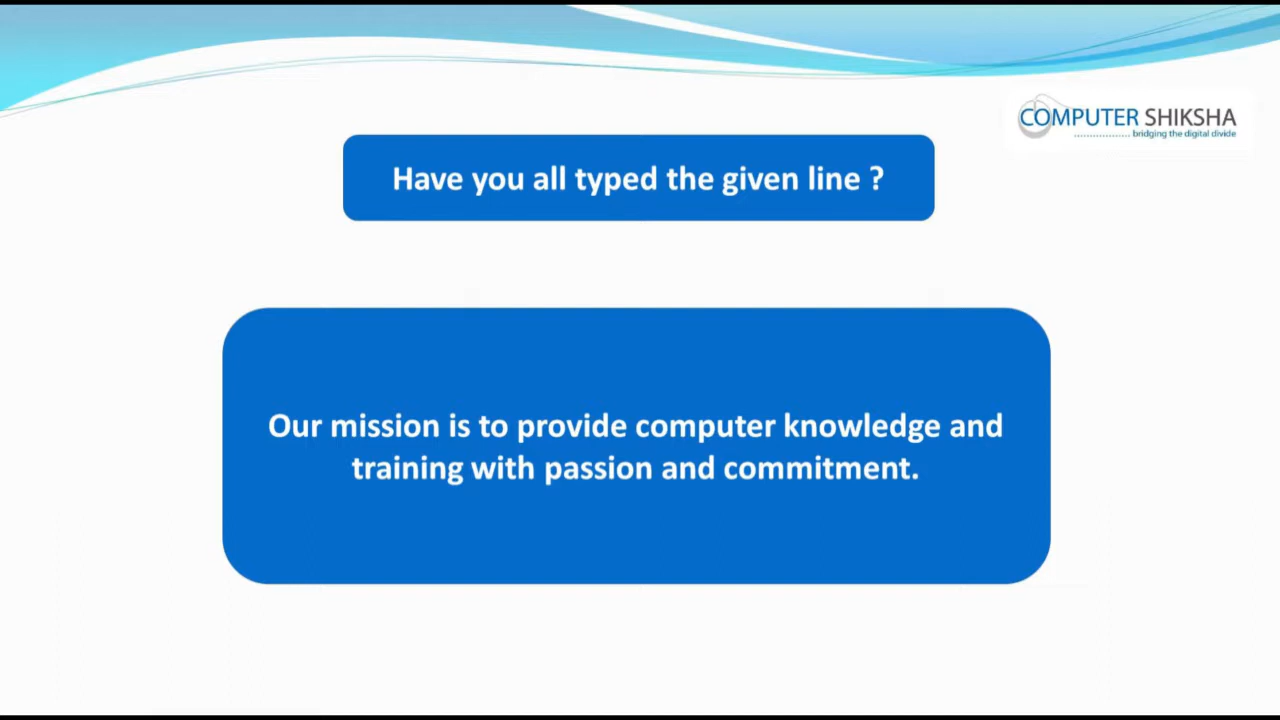 COMPUTER SHIKSHA
bridging the digital divide
Have you all typed the given line ?
Our mission is to provide computer knowledge and
training with passion and commitment.